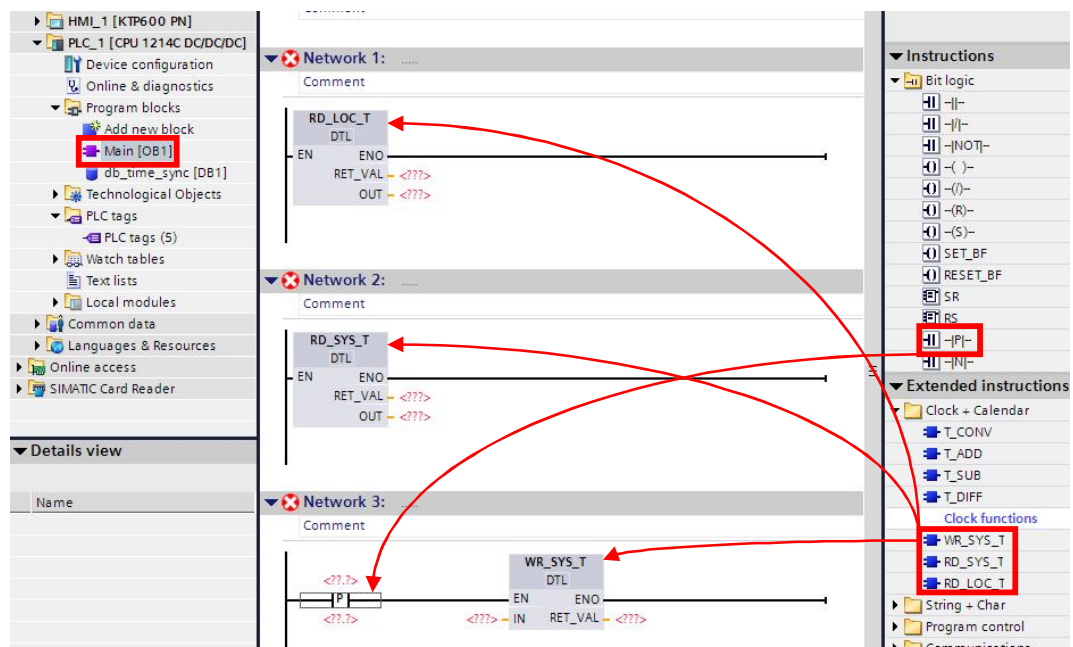 HMI_1 [KTP600 PN]
PLC_1 [CPU 1214C DC/DC/DC]
Device configuration
Online & diagnostics
Program blocks
Add new block
Main [OB1]
db_time_sync [DB1]
Technological Objects
PLC tags
PLC tags (5)
Watch tables
Text lists
Local modules
Common data
Languages & Resources
Online access
SIMATIC Card Reader
Details view
Name
Network 1: .....
Comment
RD_LOC_T
DTL
EN ENO
RET_VAL <???>
OUT <???>
Network 2: .....
Comment
RD_SYS_T
DTL
EN ENO
RET_VAL <???>
OUT <???>
Network 3: .....
Comment
WR_SYS_T
<??.?> DTL
P EN ENO
<??.?> <???> IN RET_VAL <???>
Instructions
Bit logic
-||-
-|/|-
-|NOT|-
-( )-
-(/)-
-(R)-
-(S)-
SET_BF
RESET_BF
SR
RS
-|P|-
-|N|-
Extended instructions
Clock + Calendar
T_CONV
T_ADD
T_SUB
T_DIFF
Clock functions
WR_SYS_T
RD_SYS_T
RD_LOC_T
String + Char
Program control
Communications